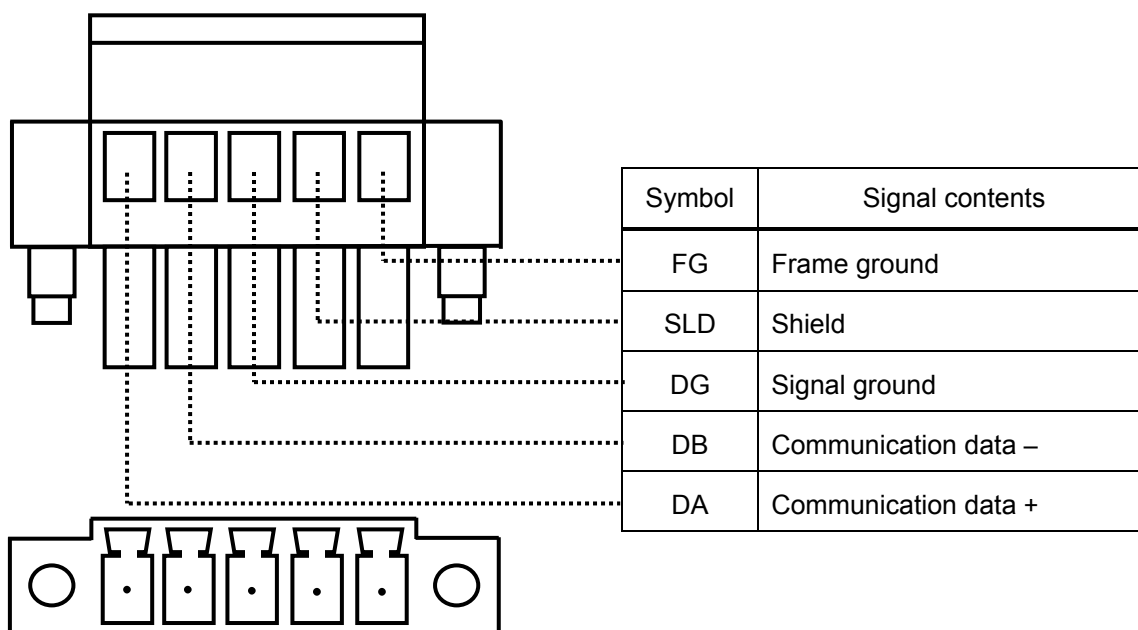 Symbol Signal contents
FG Frame ground
SLD Shield
DG Signal ground
DB Communication data –
DA Communication data +